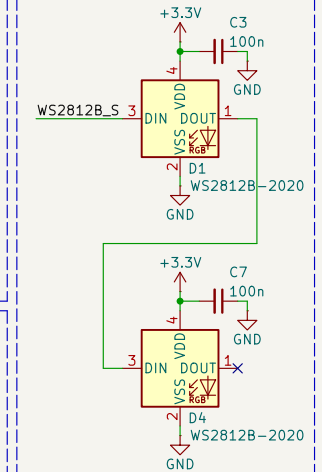 +3.3V
C3
100n
GND
4
VDD
WS2812B_S
3
DIN
DOUT
1
VSS
RGB
2
D1
WS2812B-2020
GND
+3.3V
C7
100n
GND
4
VDD
3
DIN
DOUT
1
VSS
RGB
2
D4
WS2812B-2020
GND